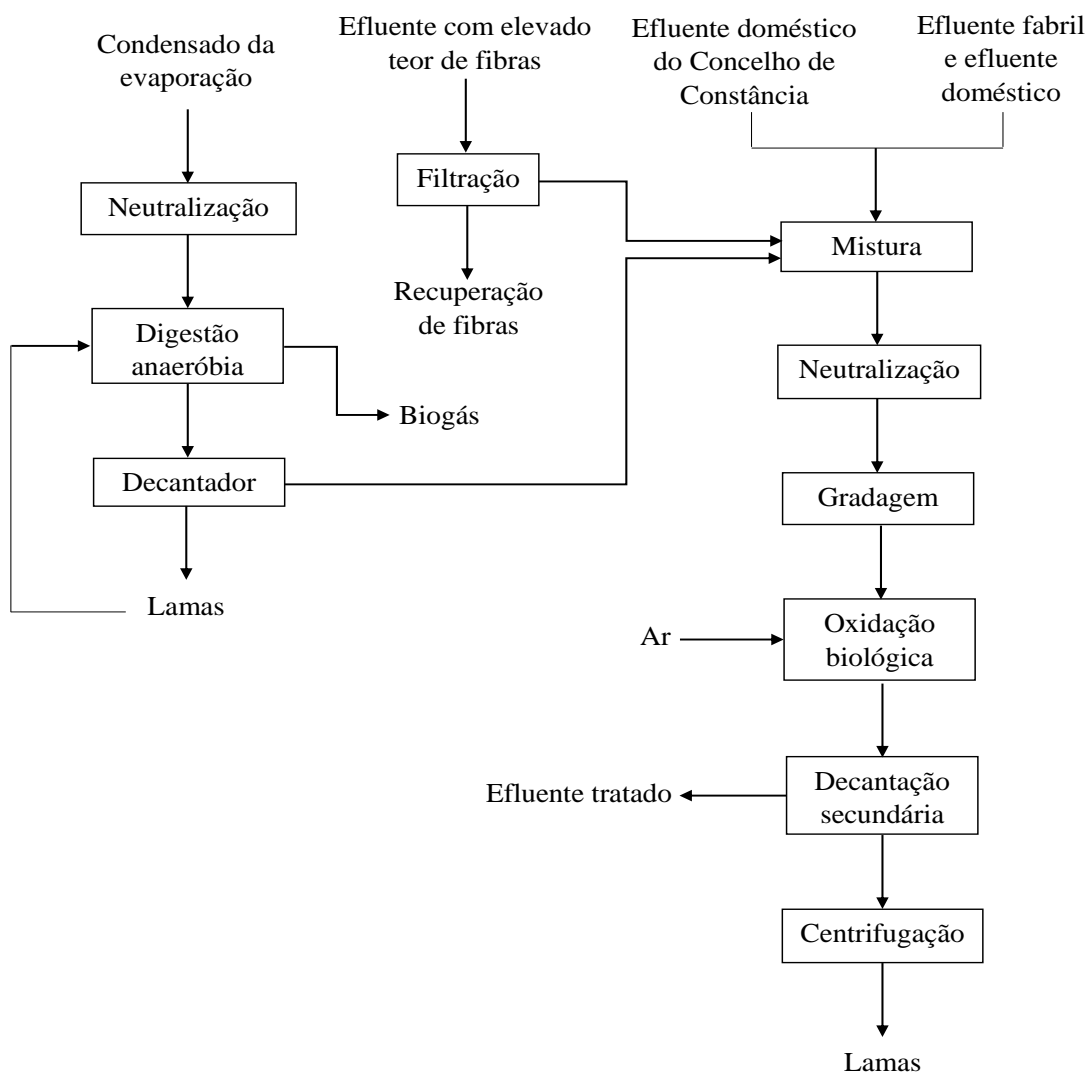 Condensado da
evaporação
Efluente com elevado
teor de fibras
Efluente doméstico
do Concelho de
Constância
Efluente fabril
e efluente
doméstico
Filtração
Neutralização
Mistura
Recuperação
de fibras
Digestão
anaeróbia
Neutralização
Biogás
Decantador
Gradagem
Lamas
Ar
Oxidação
biológica
Efluente tratado
Decantação
secundária
Centrifugação
Lamas